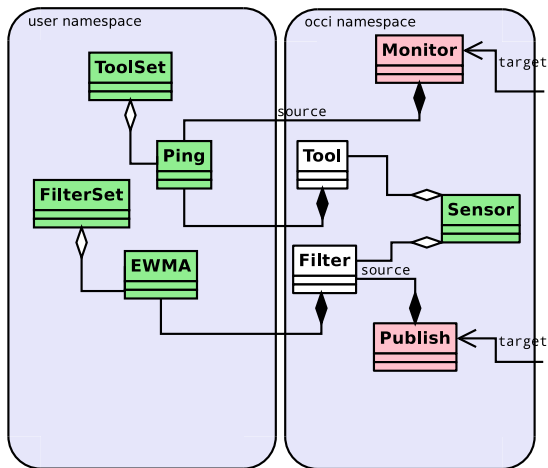 user namespace
occi namespace
Monitor
target
ToolSet
source
Ping
Tool
FilterSet
Sensor
EWMA
Filter
source
Publish
target